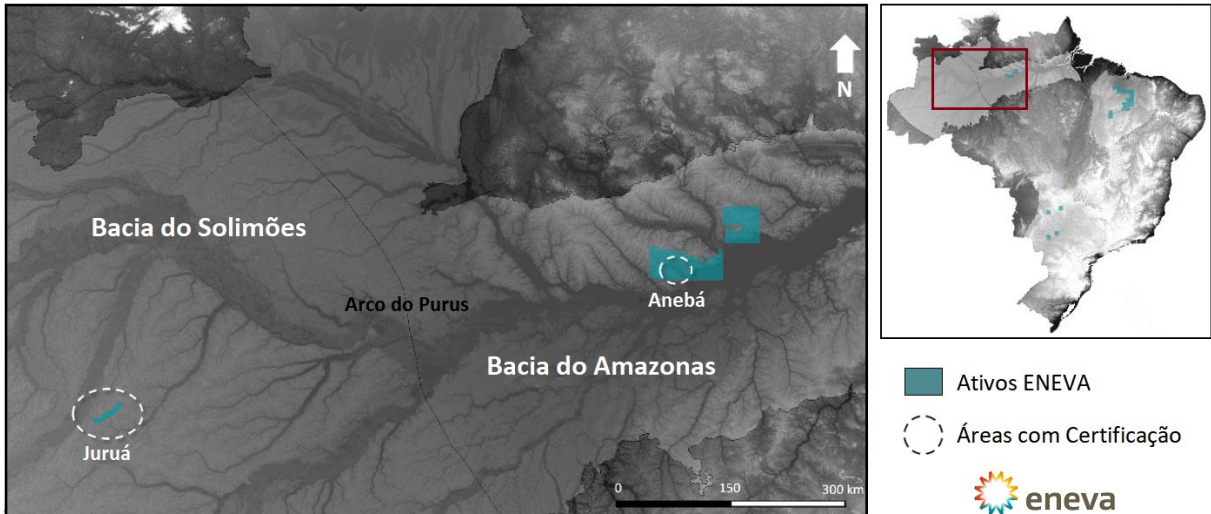 N
Bacia do Solimões
Arco do Purus
Anebá
Bacia do Amazonas
Juruá
0 150 300 km
Ativos ENEVA
Áreas com Certificação
eneva